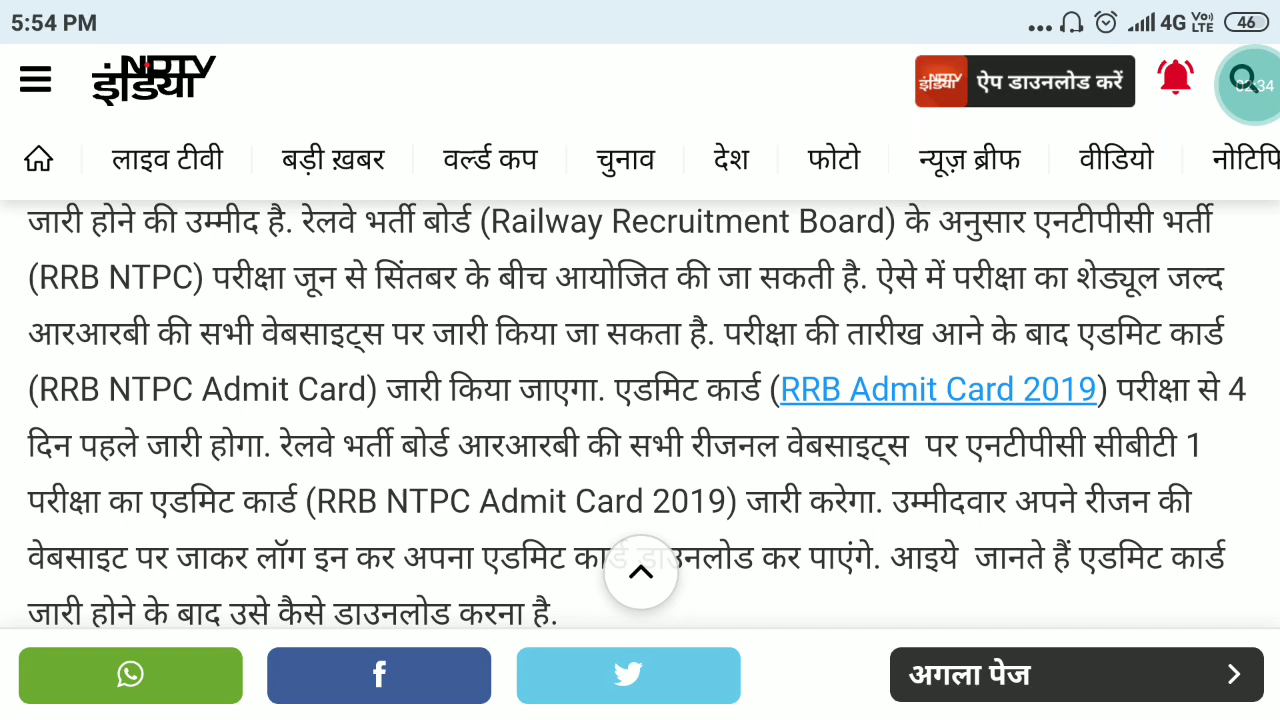 5:54 PM
4G Vo)) LTE 46
NDTV
इंडिया
NDTV
इंडिया
ऐप डाउनलोड करें
02:34
लाइव टीवी बड़ी ख़बर वर्ल्ड कप चुनाव देश फोटो न्यूज़ ब्रीफ वीडियो नोटिफि
जारी होने की उम्मीद है. रेलवे भर्ती बोर्ड (Railway Recruitment Board) के अनुसार एनटीपीसी भर्ती
(RRB NTPC) परीक्षा जून से सिंतबर के बीच आयोजित की जा सकती है. ऐसे में परीक्षा का शेड्यूल जल्द
आरआरबी की सभी वेबसाइट्स पर जारी किया जा सकता है. परीक्षा की तारीख आने के बाद एडमिट कार्ड
(RRB NTPC Admit Card) जारी किया जाएगा. एडमिट कार्ड (RRB Admit Card 2019) परीक्षा से 4
दिन पहले जारी होगा. रेलवे भर्ती बोर्ड आरआरबी की सभी रीजनल वेबसाइट्स  पर एनटीपीसी सीबीटी 1
परीक्षा का एडमिट कार्ड (RRB NTPC Admit Card 2019) जारी करेगा. उम्मीदवार अपने रीजन की
वेबसाइट पर जाकर लॉग इन कर अपना एडमिट कार्ड डाउनलोड कर पाएंगे. आइये  जानते हैं एडमिट कार्ड
जारी होने के बाद उसे कैसे डाउनलोड करना है.
अगला पेज